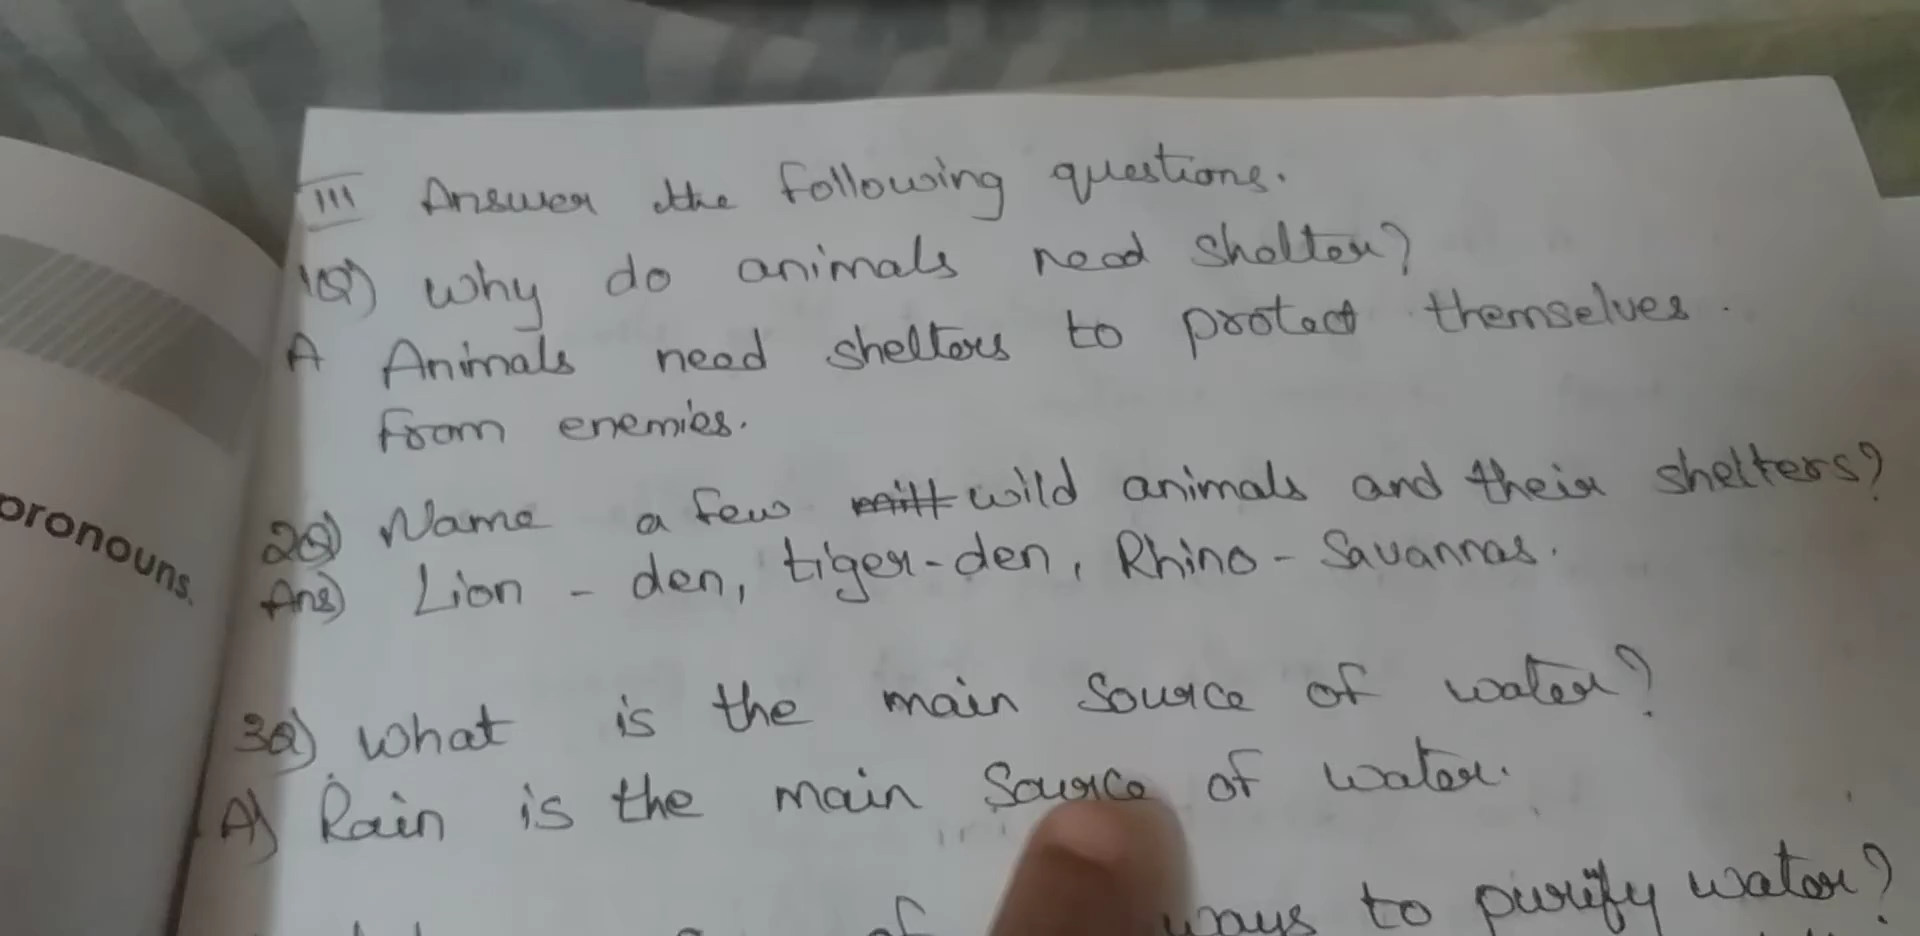 pronouns.
III Answer the following questions.
1Q) Why do animals need shelter?
A Animals need shelters to protect themselves.
from enemies.
2Q) Name a few wild animals and their shelters?
Ans) Lion - den, tiger-den, Rhino - Savannas.
3Q) What is the main source of water?
A) Rain is the main source of water.
of ways to purify water?